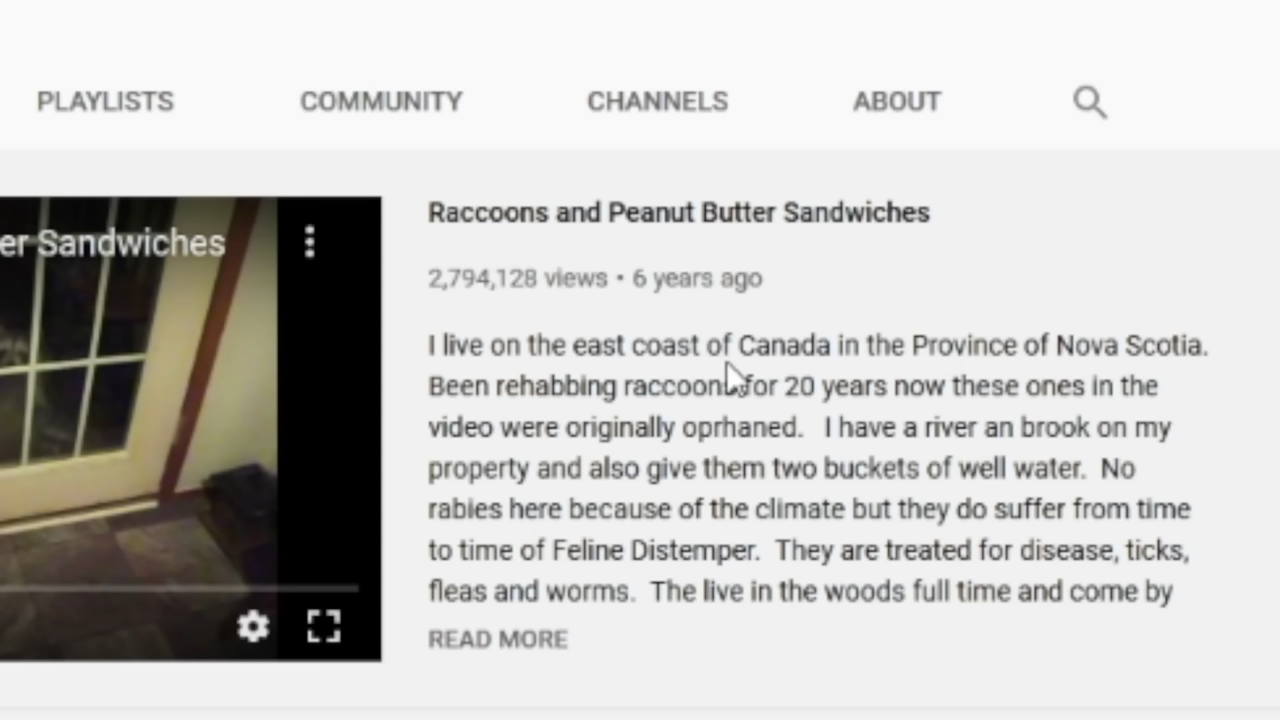 PLAYLISTS COMMUNITY CHANNELS ABOUT
er Sandwiches
Raccoons and Peanut Butter Sandwiches
2,794,128 views • 6 years ago
I live on the east coast of Canada in the Province of Nova Scotia.
Been rehabbing raccoons for 20 years now these ones in the
video were originally oprhaned. I have a river an brook on my
property and also give them two buckets of well water. No
rabies here because of the climate but they do suffer from time
to time of Feline Distemper. They are treated for disease, ticks,
fleas and worms. The live in the woods full time and come by
READ MORE